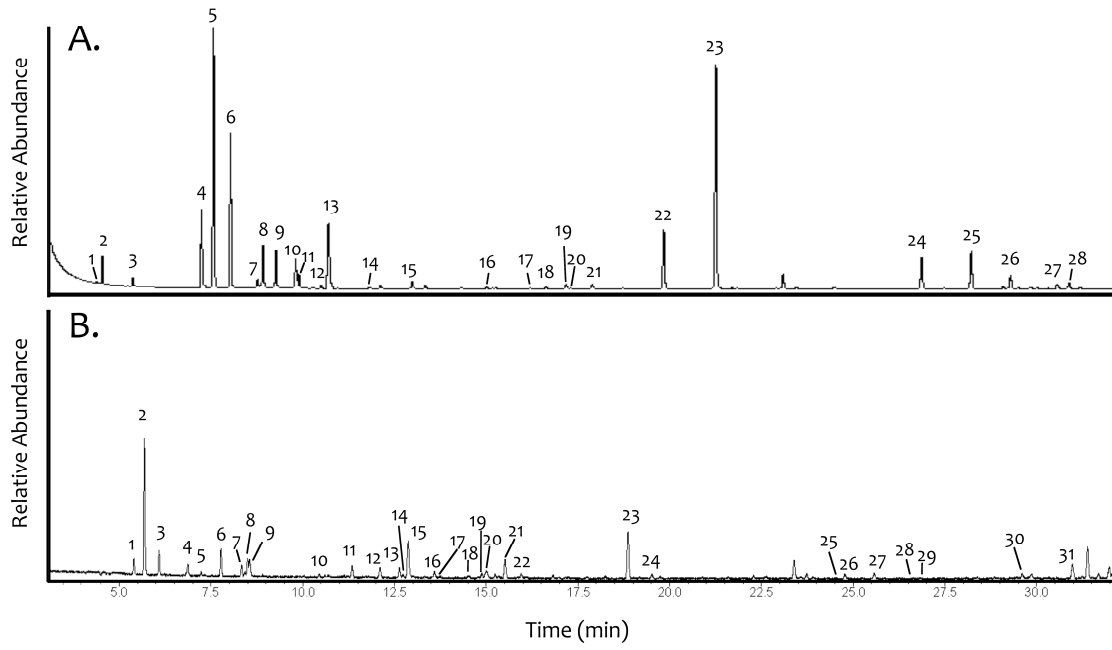 A.
Relative Abundance
1 2 3 4 5 6 7 8 9 10 11 12 13 14 15 16 17 18 19 20 21 22 23 24 25 26 27 28
B.
Relative Abundance
1 2 3 4 5 6 7 8 9 10 11 12 13 14 15 16 17 18 19 20 21 22 23 24 25 26 27 28 29 30 31
5.0 7.5 10.0 12.5 15.0 17.5 20.0 22.5 25.0 27.5 30.0
Time (min)